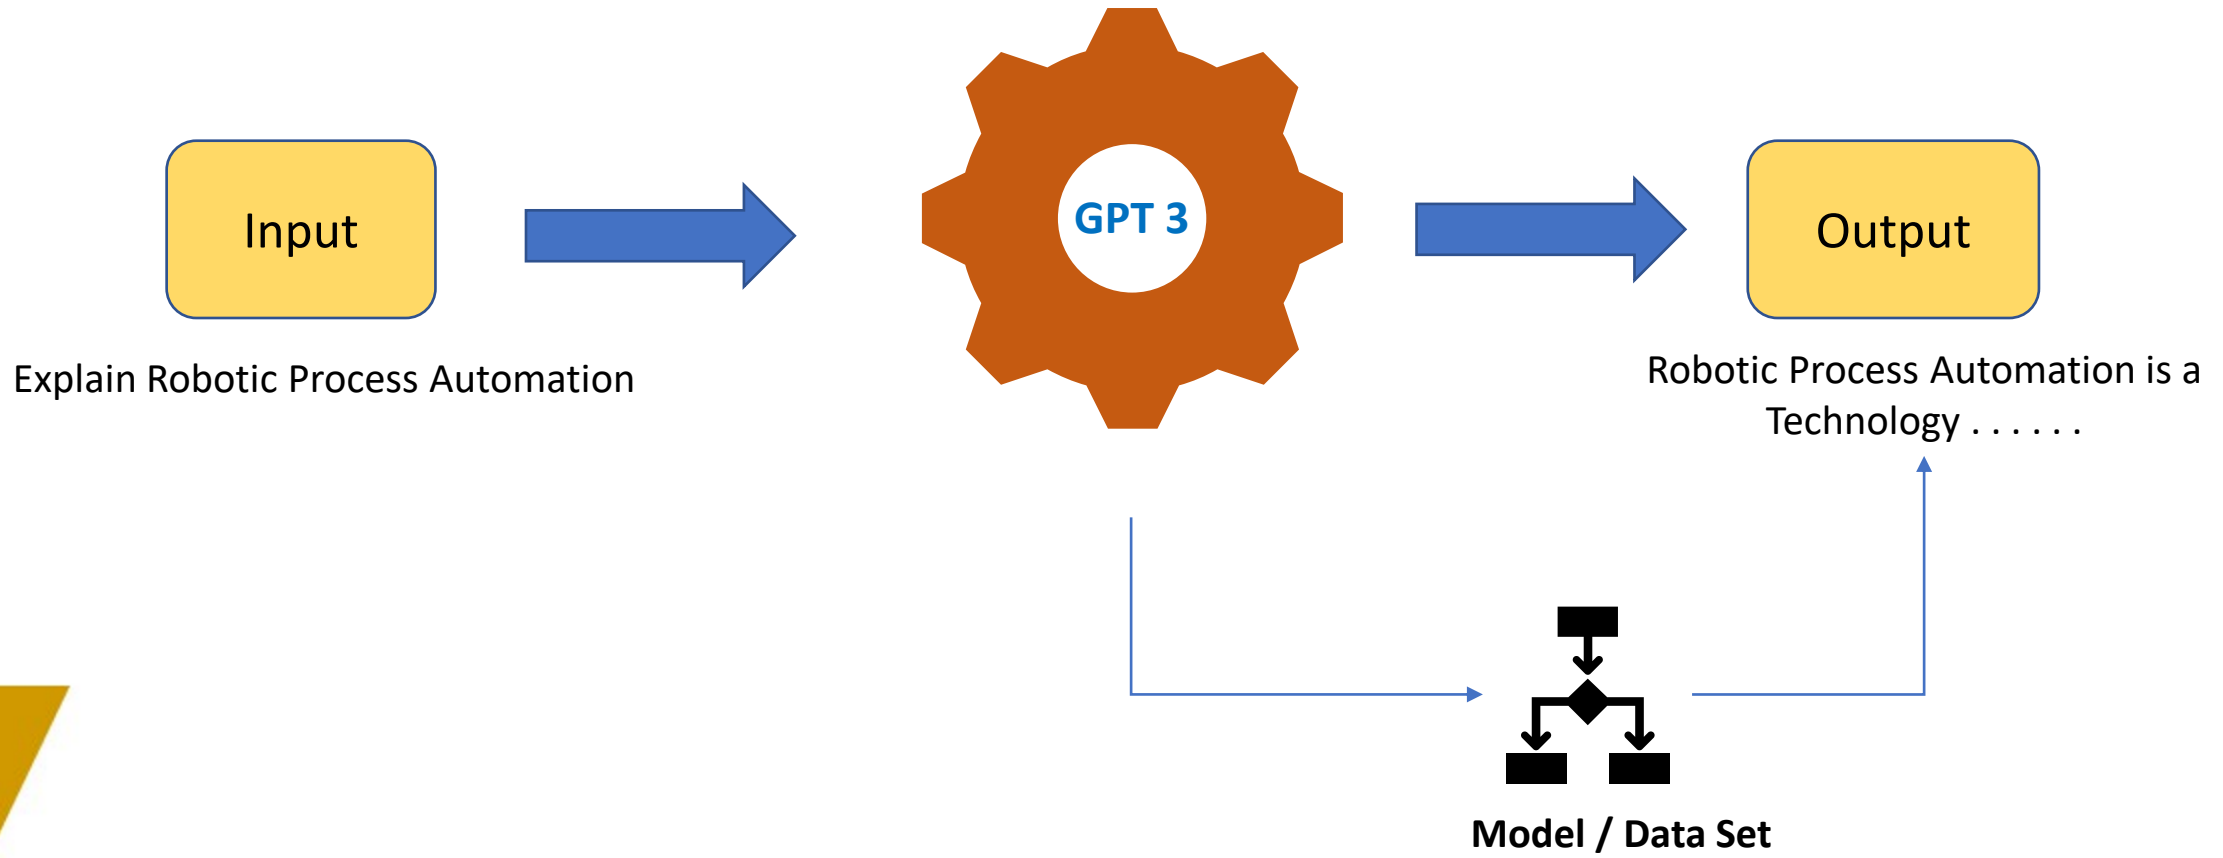 Input
GPT 3
Output
Explain Robotic Process Automation
Robotic Process Automation is a
Technology . . . . . .
Model / Data Set